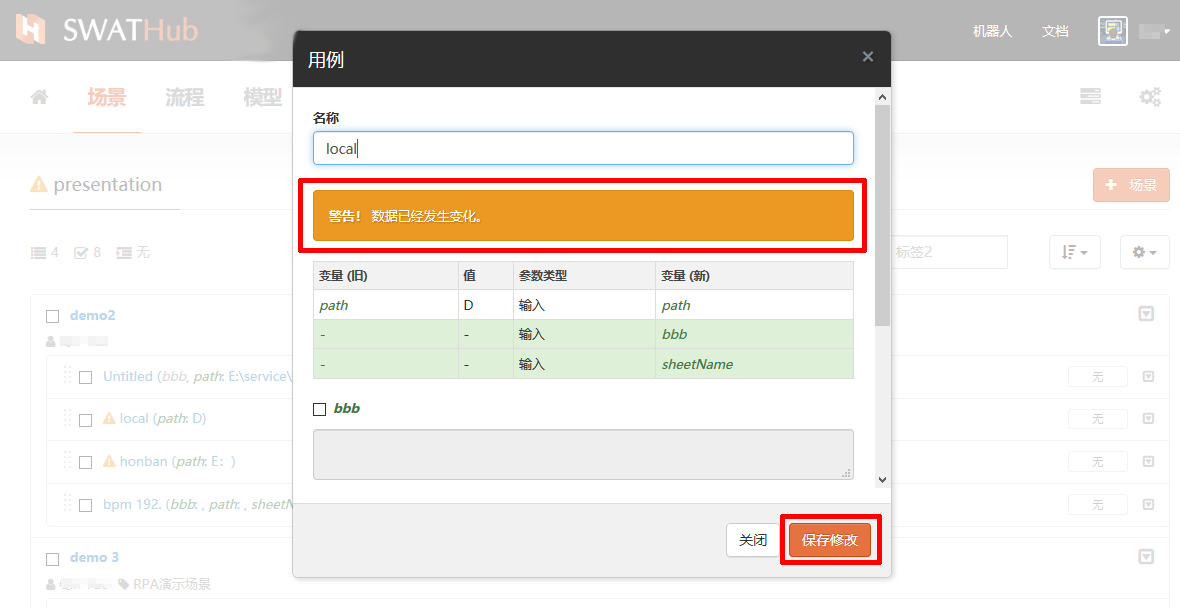 SWATHub
机器人 文档
场景 流程 模型
presentation
+ 场景
4 8 无
标签2
demo2
Untitled (bbb, path: E:\service\
无
local (path: D)
无
honban (path: E: )
无
bpm 192. (bbb: , path: , sheetN
无
demo 3
RPA演示场景
用例
×
名称
local
警告! 数据已经发生变化。
变量 (旧) 值 参数类型 变量 (新)
path D 输入 path
- - 输入 bbb
- - 输入 sheetName
bbb
关闭 保存修改